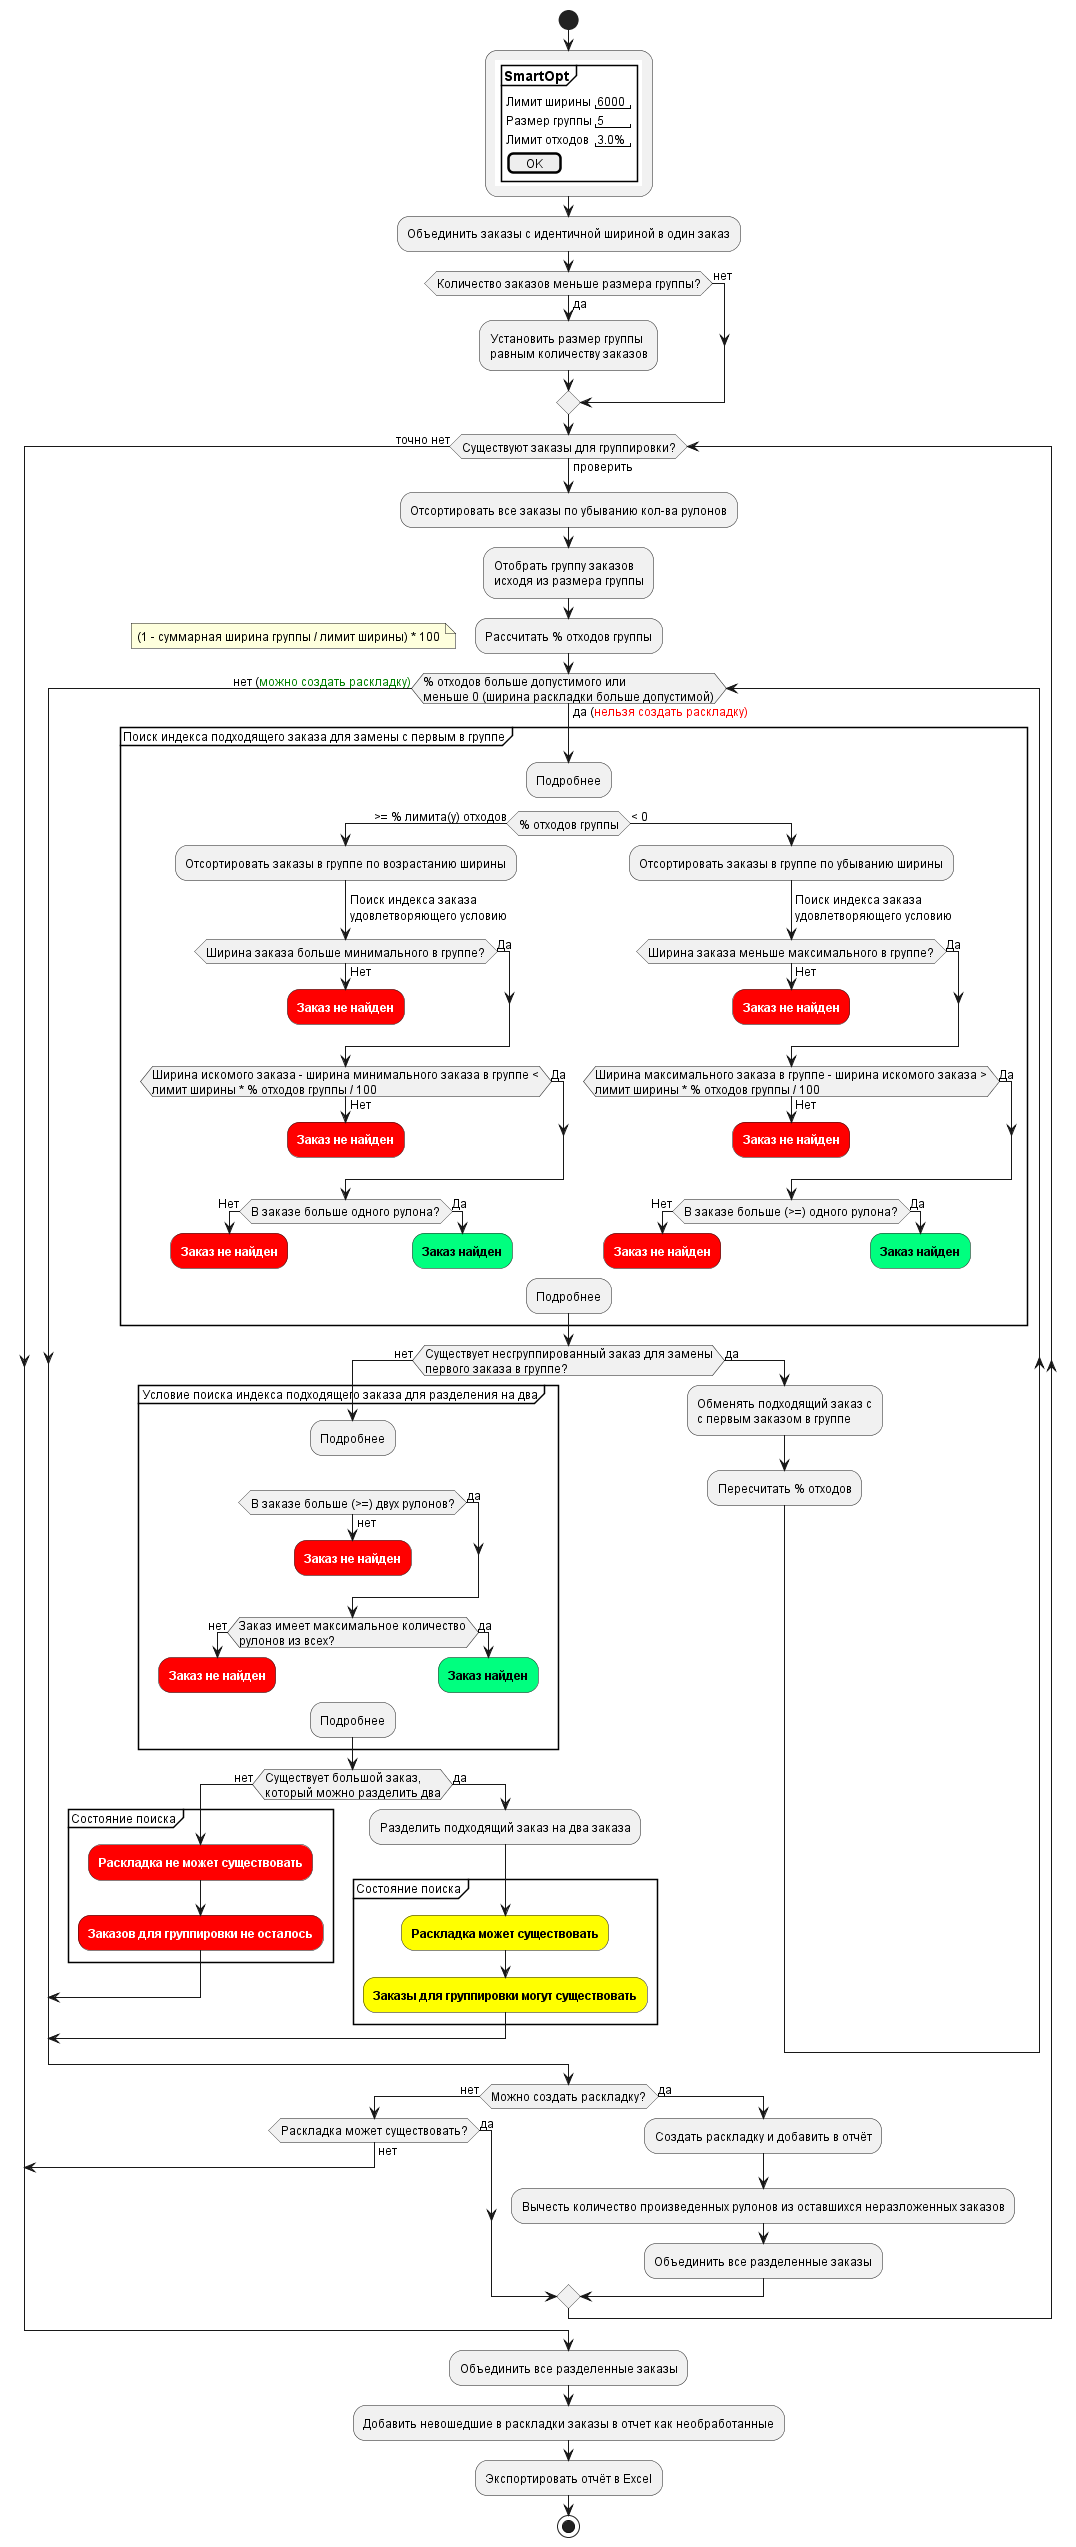 SmartOpt
Лимит ширины 6000
Размер группы 5
Лимит отходов 3.0%
OK
Объединить заказы с идентичной шириной в один заказ
Количество заказов меньше размера группы?
нет
да
Установить размер группы
равным количеству заказов
точно нет
Существуют заказы для группировки?
проверить
Отсортировать все заказы по убыванию кол-ва рулонов
Отобрать группу заказов
исходя из размера группы
(1 - суммарная ширина группы / лимит ширины) * 100
Рассчитать % отходов группы
нет (можно создать раскладку)
% отходов больше допустимого или
меньше 0 (ширина раскладки больше допустимой)
да (нельзя создать раскладку)
Поиск индекса подходящего заказа для замены с первым в группе
Подробнее
>= % лимита(у) отходов
% отходов группы
< 0
Отсортировать заказы в группе по возрастанию ширины
Отсортировать заказы в группе по убыванию ширины
Поиск индекса заказа
удовлетворяющего условию
Поиск индекса заказа
удовлетворяющего условию
Ширина заказа больше минимального в группе?
Да
Ширина заказа меньше максимального в группе?
Да
Нет
Нет
Заказ не найден
Заказ не найден
Ширина искомого заказа - ширина минимального заказа в группе <
лимит ширины * % отходов группы / 100
Да
Ширина максимального заказа в группе - ширина искомого заказа >
лимит ширины * % отходов группы / 100
Да
Нет
Нет
Заказ не найден
Заказ не найден
Нет
В заказе больше одного рулона?
Да
Нет
В заказе больше (>=) одного рулона?
Да
Заказ не найден
Заказ найден
Заказ не найден
Заказ найден
Подробнее
нет
Существует несгруппированный заказ для замены
первого заказа в группе?
да
Условие поиска индекса подходящего заказа для разделения на два
Обменять подходящий заказ с
с первым заказом в группе
Подробнее
Пересчитать % отходов
В заказе больше (>=) двух рулонов?
да
нет
Заказ не найден
нет
Заказ имеет максимальное количество
рулонов из всех?
да
Заказ не найден
Заказ найден
Подробнее
нет
Существует большой заказ,
который можно разделить два
да
Состояние поиска
Разделить подходящий заказ на два заказа
Раскладка не может существовать
Состояние поиска
Заказов для группировки не осталось
Раскладка может существовать
Заказы для группировки могут существовать
нет
Можно создать раскладку?
да
Раскладка может существовать?
да
нет
Создать раскладку и добавить в отчёт
Вычесть количество произведенных рулонов из оставшихся неразложенных заказов
Объединить все разделенные заказы
Объединить все разделенные заказы
Добавить невошедшие в раскладки заказы в отчет как необработанные
Экспортировать отчёт в Excel